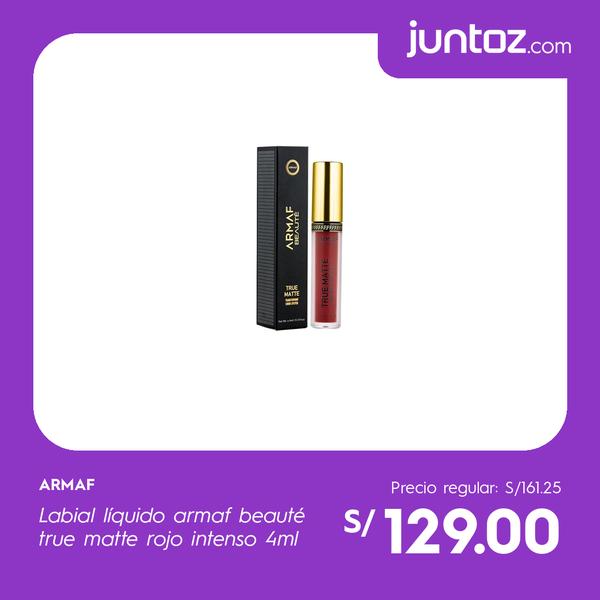 juntoz.com
ARMAF
BEAUTÉ
TRUE
MATTE
TRUE MATTE
ARMAF
Precio regular: S/161.25
Labial líquido armaf beauté
true matte rojo intenso 4ml
S/129.00